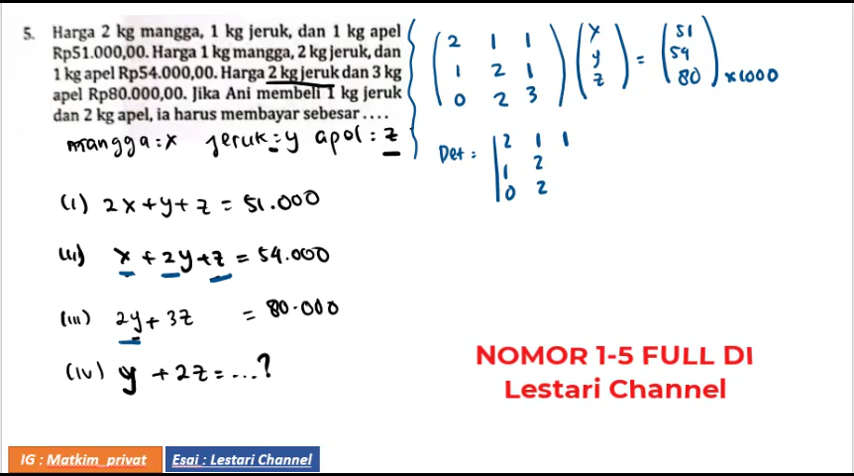 5. Harga 2 kg mangga, 1 kg jeruk, dan 1 kg apel
Rp51.000,00. Harga 1 kg mangga, 2 kg jeruk, dan
1 kg apel Rp54.000,00. Harga 2 kg jeruk dan 3 kg
apel Rp80.000,00. Jika Ani membeli 1 kg jeruk
dan 2 kg apel, ia harus membayar sebesar ....
mangga : x jeruk : y apol : z
(i) 2x + y + z = 51.000
(ii) x + 2y + z = 54.000
(iii) 2y + 3z = 80.000
(iv) y + 2z = ...?
2 1 1 x 51
1 2 1 y = 54
0 2 3 z 80 x 1000
Det = 2 1 1
1 2
0 2
NOMOR 1-5 FULL DI
Lestari Channel
IG : Matkim_privat
Esai : Lestari Channel